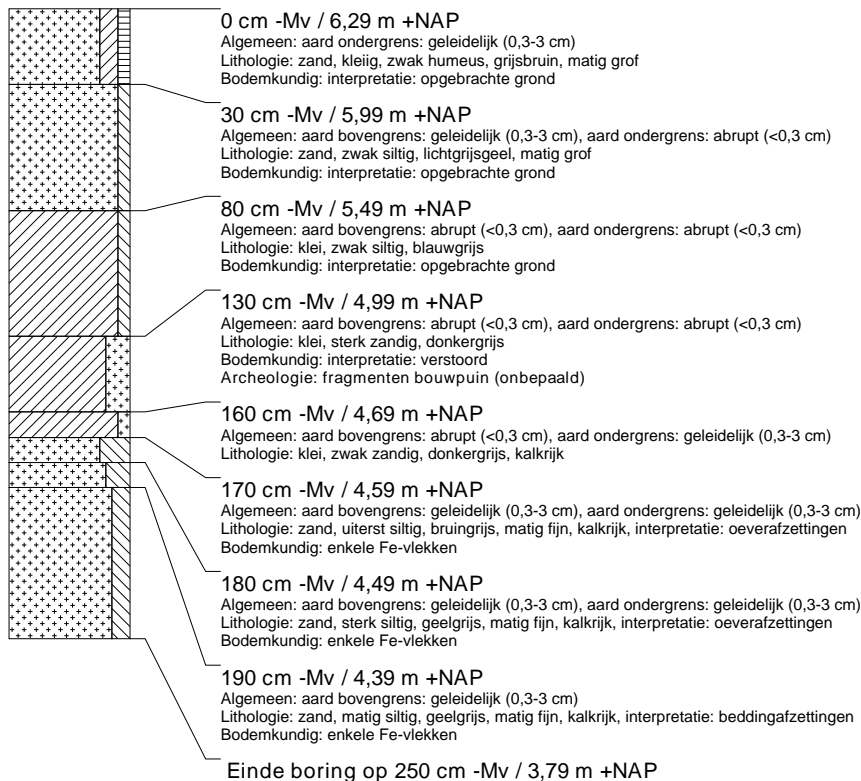 0 cm -Mv / 6,29 m +NAP
Algemeen: aard ondergrens: geleidelijk (0,3-3 cm)
Lithologie: zand, kleiig, zwak humeus, grijsbruin, matig grof
Bodemkundig: interpretatie: opgebrachte grond
30 cm -Mv / 5,99 m +NAP
Algemeen: aard bovengrens: geleidelijk (0,3-3 cm), aard ondergrens: abrupt (<0,3 cm)
Lithologie: zand, zwak siltig, lichtgrijsgeel, matig grof
Bodemkundig: interpretatie: opgebrachte grond
80 cm -Mv / 5,49 m +NAP
Algemeen: aard bovengrens: abrupt (<0,3 cm), aard ondergrens: abrupt (<0,3 cm)
Lithologie: klei, zwak siltig, blauwgrijs
Bodemkundig: interpretatie: opgebrachte grond
130 cm -Mv / 4,99 m +NAP
Algemeen: aard bovengrens: abrupt (<0,3 cm), aard ondergrens: abrupt (<0,3 cm)
Lithologie: klei, sterk zandig, donkergrijs
Bodemkundig: interpretatie: verstoord
Archeologie: fragmenten bouwpuin (onbepaald)
160 cm -Mv / 4,69 m +NAP
Algemeen: aard bovengrens: abrupt (<0,3 cm), aard ondergrens: geleidelijk (0,3-3 cm)
Lithologie: klei, zwak zandig, donkergrijs, kalkrijk
170 cm -Mv / 4,59 m +NAP
Algemeen: aard bovengrens: geleidelijk (0,3-3 cm), aard ondergrens: geleidelijk (0,3-3 cm)
Lithologie: zand, uiterst siltig, bruingrijs, matig fijn, kalkrijk, interpretatie: oeverafzettingen
Bodemkundig: enkele Fe-vlekken
180 cm -Mv / 4,49 m +NAP
Algemeen: aard bovengrens: geleidelijk (0,3-3 cm), aard ondergrens: geleidelijk (0,3-3 cm)
Lithologie: zand, sterk siltig, geelgrijs, matig fijn, kalkrijk, interpretatie: oeverafzettingen
Bodemkundig: enkele Fe-vlekken
190 cm -Mv / 4,39 m +NAP
Algemeen: aard bovengrens: geleidelijk (0,3-3 cm)
Lithologie: zand, matig siltig, geelgrijs, matig fijn, kalkrijk, interpretatie: beddingafzettingen
Bodemkundig: enkele Fe-vlekken
Einde boring op 250 cm -Mv / 3,79 m +NAP